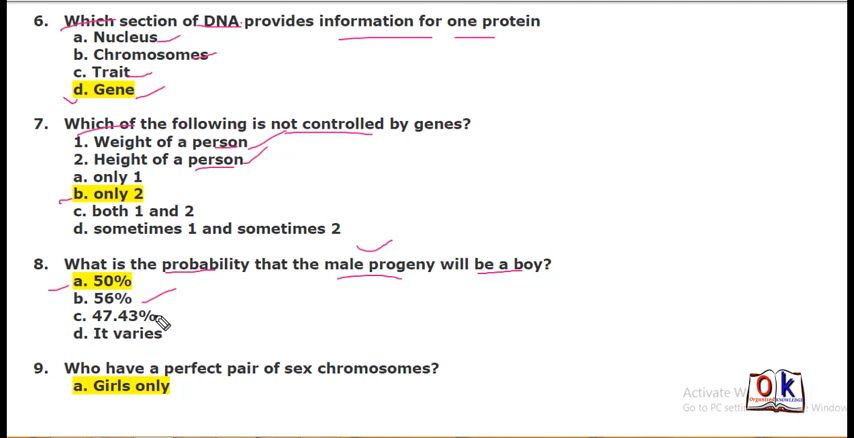 6. Which section of DNA provides information for one protein
a. Nucleus
b. Chromosomes
c. Trait
d. Gene
7. Which of the following is not controlled by genes?
1. Weight of a person
2. Height of a person
a. only 1
b. only 2
c. both 1 and 2
d. sometimes 1 and sometimes 2
8. What is the probability that the male progeny will be a boy?
a. 50%
b. 56%
c. 47.43%
d. It varies
9. Who have a perfect pair of sex chromosomes?
a. Girls only
Activate W
Go to PC setti
Window
Ok
Organized KNOWLEDGE